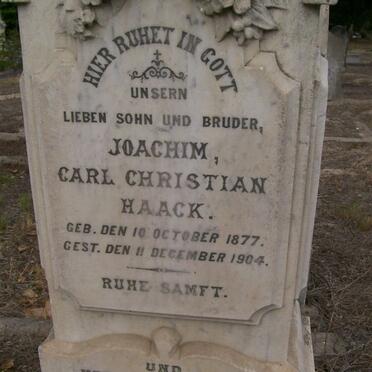 HIER RUHET IN GOTT
UNSERN
LIEBEN SOHN UND BRUDER,
JOACHIM,
CARL CHRISTIAN
HAACK.
GEB. DEN 10 OCTOBER 1877.
GEST. DEN 11 DECEMBER 1904.
RUHE SAMFT.
UND